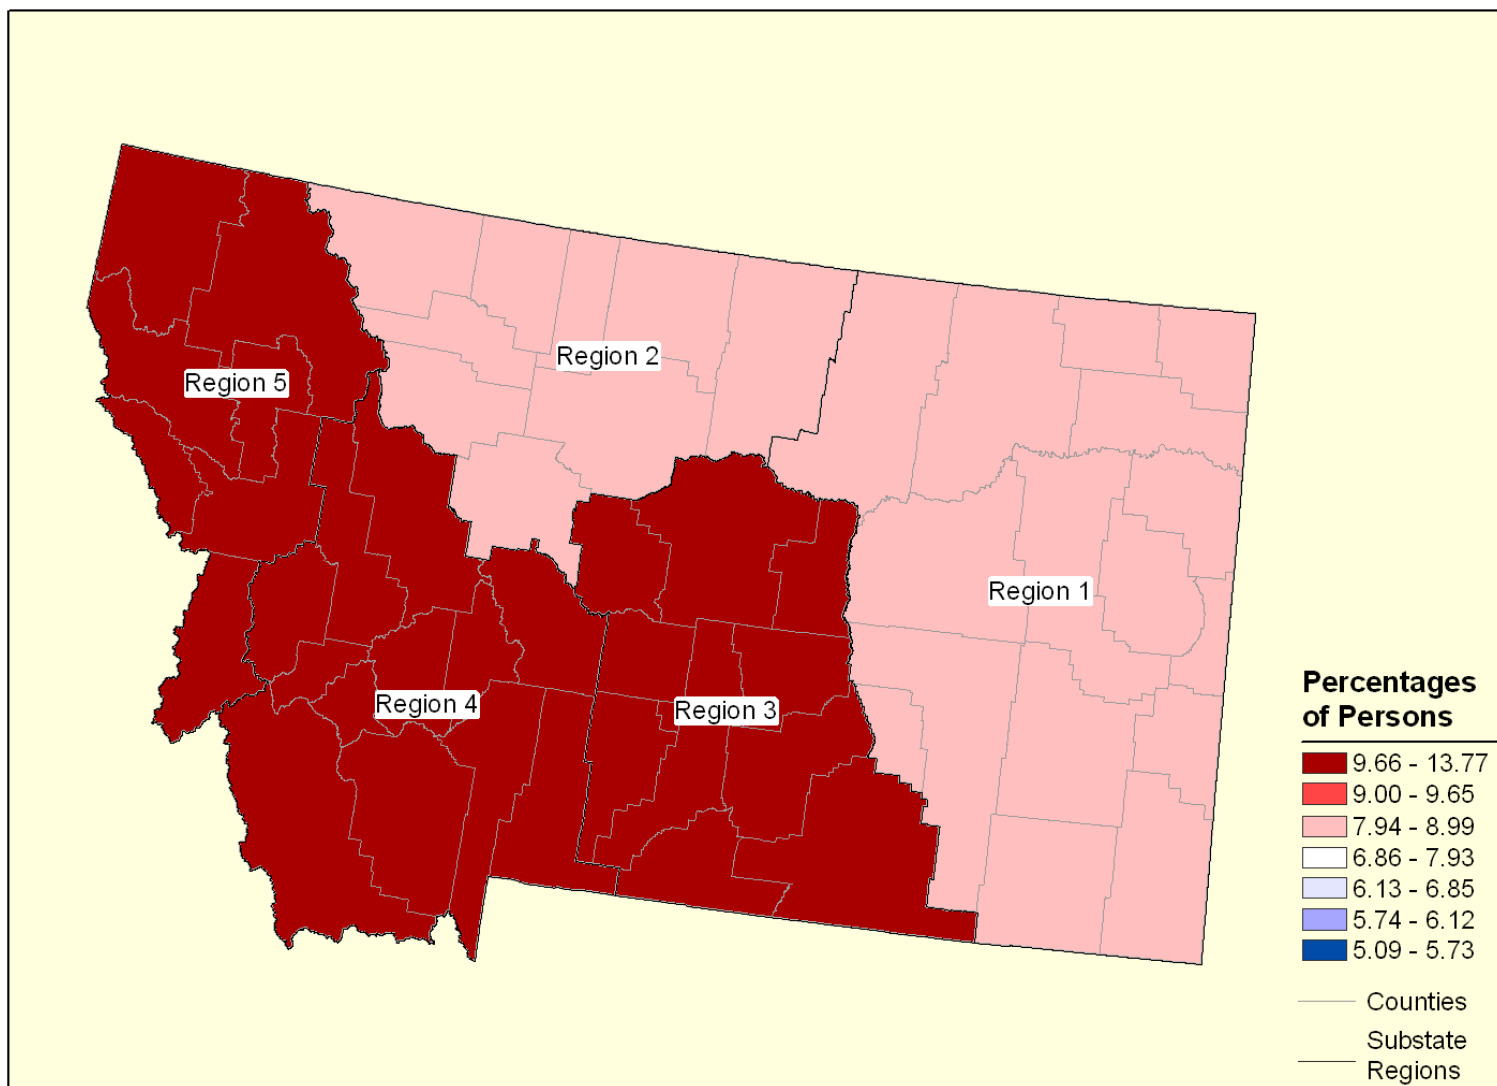 Region 2
Region 5
Region 1
Region 4
Region 3
Percentages
of Persons
9.66 - 13.77
9.00 - 9.65
7.94 - 8.99
6.86 - 7.93
6.13 - 6.85
5.74 - 6.12
5.09 - 5.73
Counties
Substate
Regions